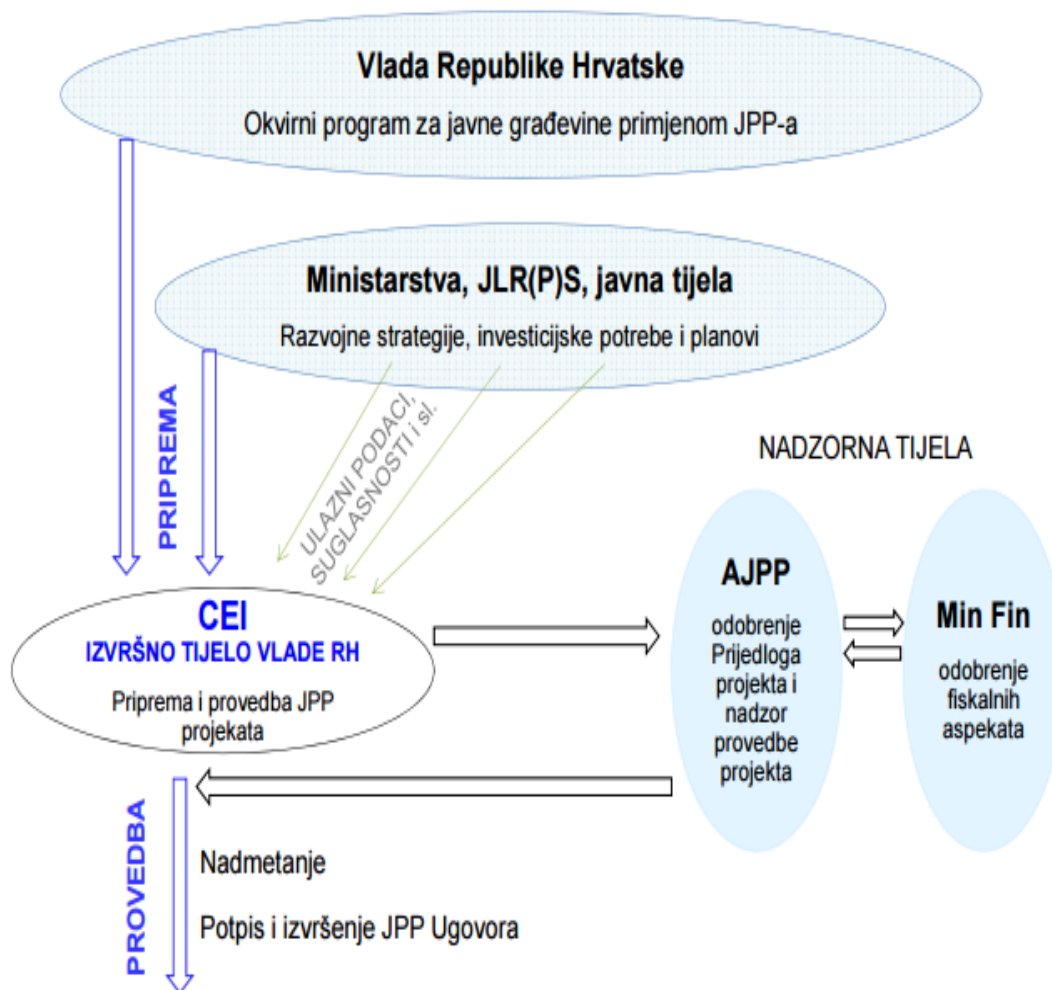 Vlada Republike Hrvatske
Okvirni program za javne građevine primjenom JPP-a
Ministarstva, JLR(P)S, javna tijela
Razvojne strategije, investicijske potrebe i planovi
PRIPREMA
ULAZNI PODACI,
SUGLASNOSTI i sl.
NADZORNA TIJELA
CEI
IZVRŠNO TIJELO VLADE RH
Priprema i provedba JPP
projekata
AJPP
odobrenje
Prijedloga
projekta i
nadzor
provedbe
projekta
Min Fin
odobrenje
fiskalnih
aspekata
PROVEDBA
Nadmetanje
Potpis i izvršenje JPP Ugovora